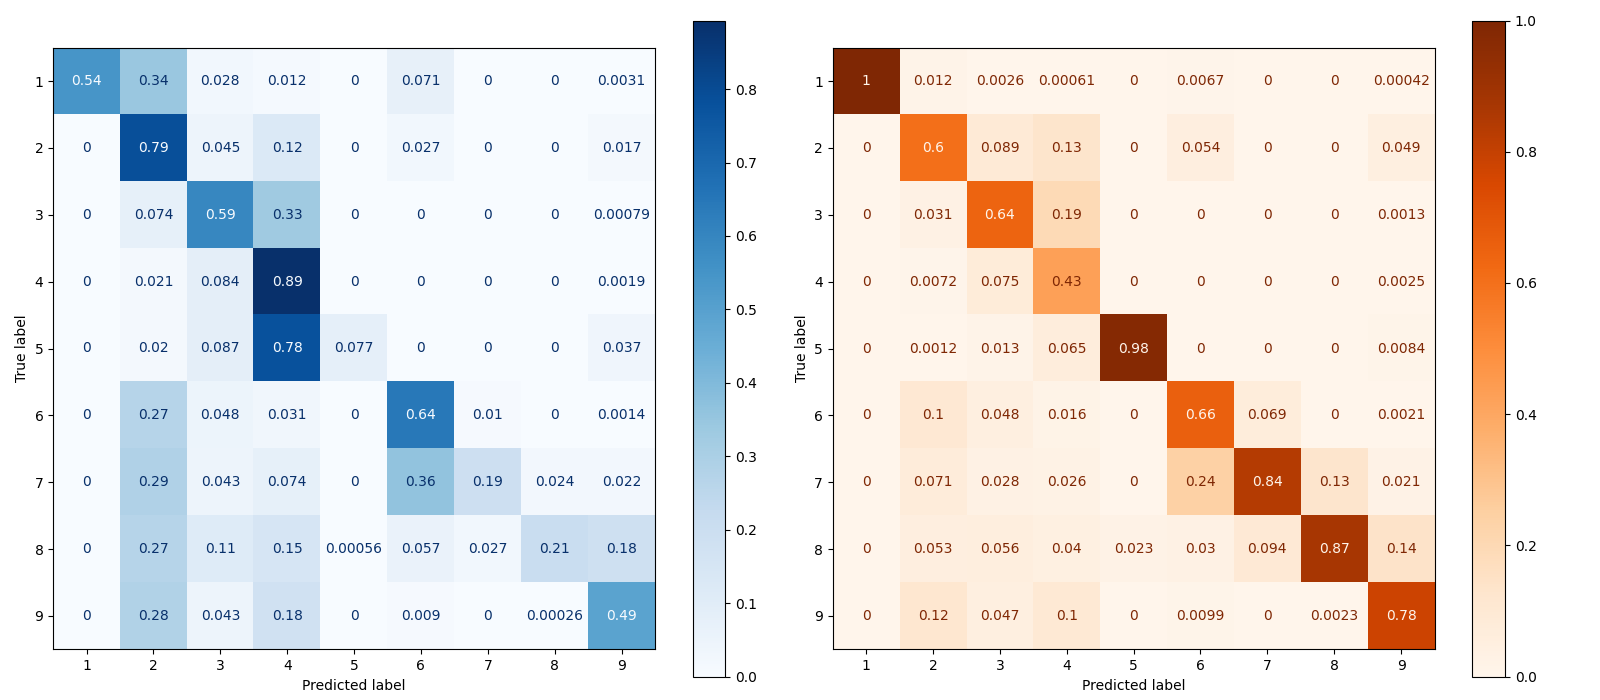 1 0.54 0.34 0.028 0.012 0 0.071 0 0 0.0031
2 0 0.79 0.045 0.12 0 0.027 0 0 0.017
3 0 0.074 0.59 0.33 0 0 0 0 0.00079
4 0 0.021 0.084 0.89 0 0 0 0 0.0019
5 0 0.02 0.087 0.78 0.077 0 0 0 0.037
6 0 0.27 0.048 0.031 0 0.64 0.01 0 0.0014
7 0 0.29 0.043 0.074 0 0.36 0.19 0.024 0.022
8 0 0.27 0.11 0.15 0.00056 0.057 0.027 0.21 0.18
9 0 0.28 0.043 0.18 0 0.009 0 0.00026 0.49
1 2 3 4 5 6 7 8 9
Predicted label
True label
0.8
0.7
0.6
0.5
0.4
0.3
0.2
0.1
0.0
1 1 0.012 0.0026 0.00061 0 0.0067 0 0 0.00042
2 0 0.6 0.089 0.13 0 0.054 0 0 0.049
3 0 0.031 0.64 0.19 0 0 0 0 0.0013
4 0 0.0072 0.075 0.43 0 0 0 0 0.0025
5 0 0.0012 0.013 0.065 0.98 0 0 0 0.0084
6 0 0.1 0.048 0.016 0 0.66 0.069 0 0.0021
7 0 0.071 0.028 0.026 0 0.24 0.84 0.13 0.021
8 0 0.053 0.056 0.04 0.023 0.03 0.094 0.87 0.14
9 0 0.12 0.047 0.1 0 0.0099 0 0.0023 0.78
1 2 3 4 5 6 7 8 9
Predicted label
True label
1.0
0.8
0.6
0.4
0.2
0.0